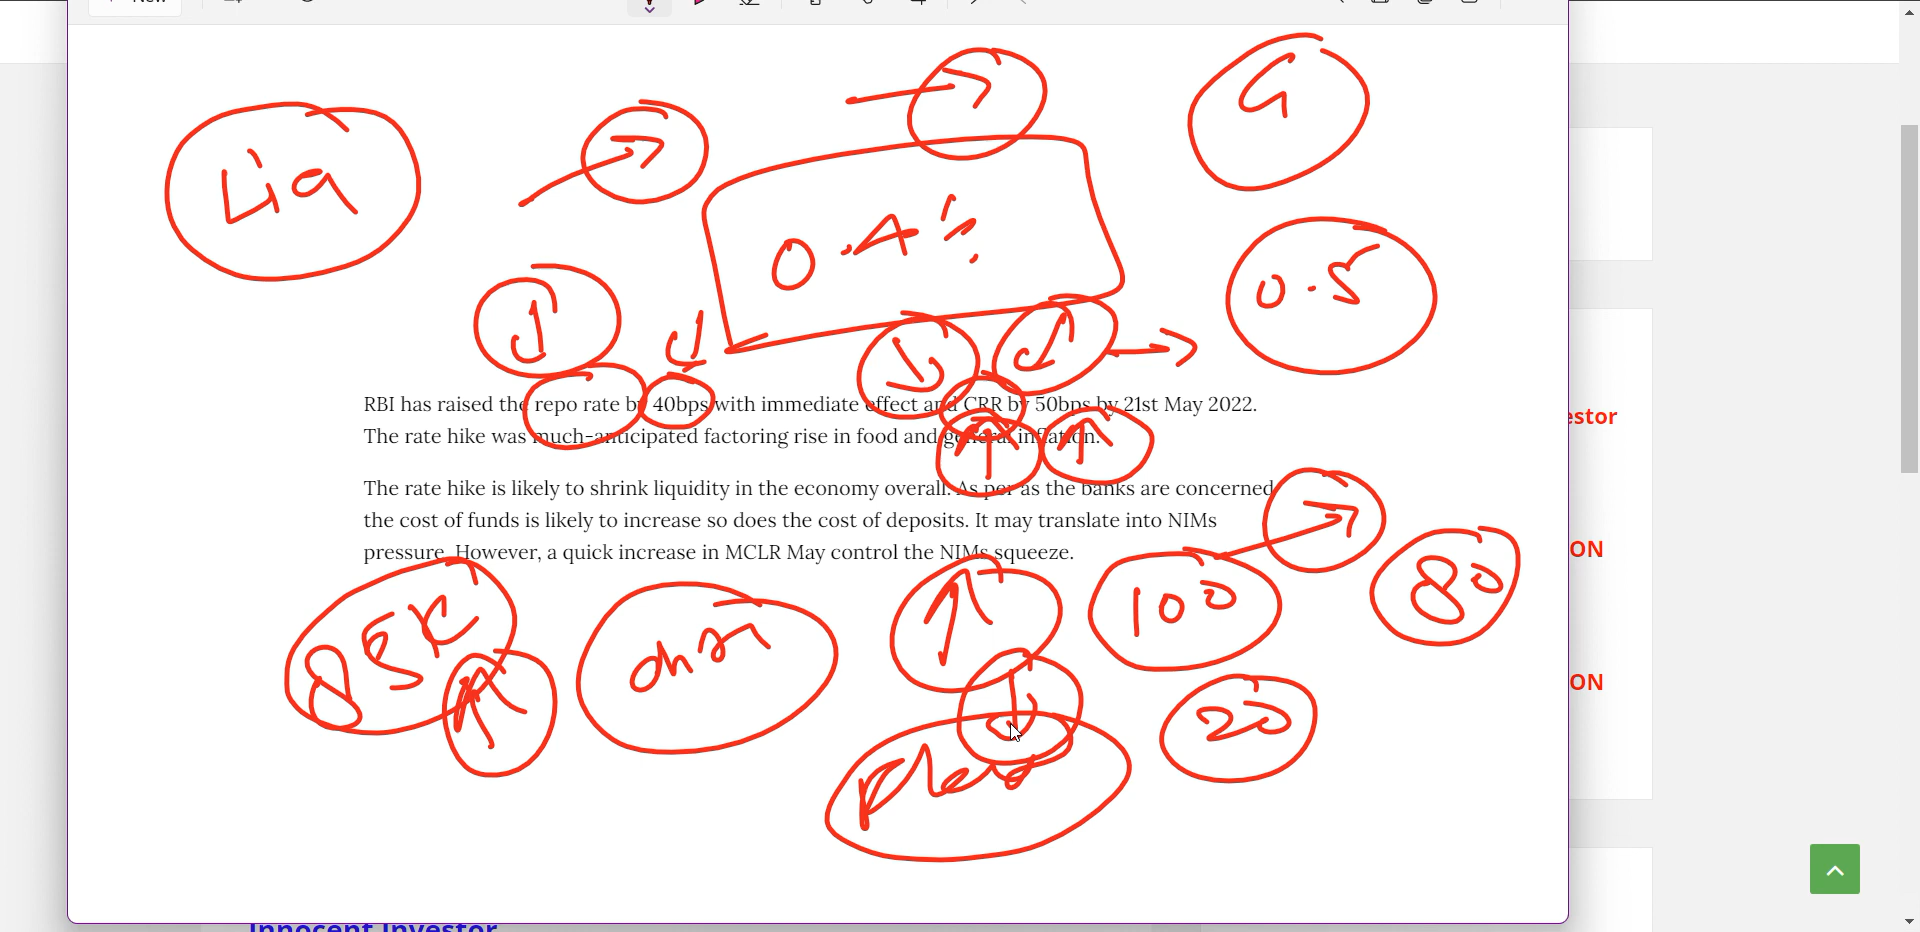 New
Liq
0.4%
0.5
RBI has raised the repo rate by 40bps with immediate effect and CRR by 50bps by 21st May 2022.
The rate hike was much-anticipated factoring rise in food and general inflation.
The rate hike is likely to shrink liquidity in the economy overall. As per as the banks are concerned
the cost of funds is likely to increase so does the cost of deposits. It may translate into NIMs
pressure. However, a quick increase in MCLR May control the NIMs squeeze.
85K
100
80
20
estor
ON
ON
Innocent Investor